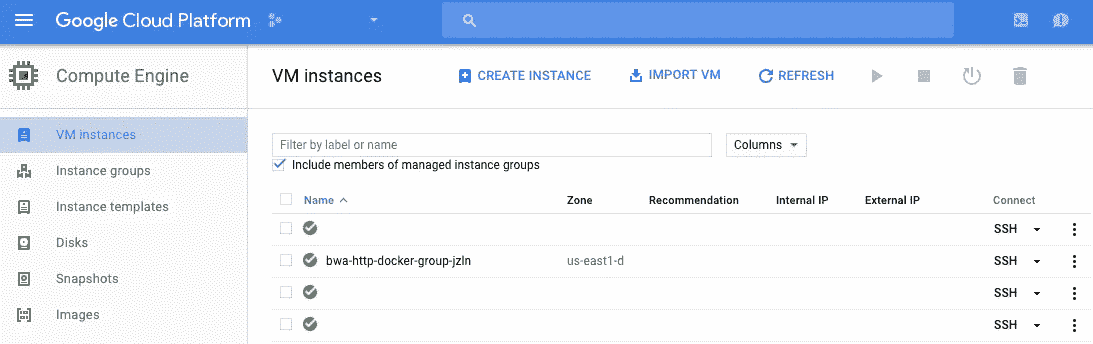 Google Cloud Platform
Compute Engine
VM instances
CREATE INSTANCE
IMPORT VM
REFRESH
VM instances
Instance groups
Instance templates
Disks
Snapshots
Images
Filter by label or name
Columns
Include members of managed instance groups
Name Zone Recommendation Internal IP External IP Connect
SSH
bwa-http-docker-group-jzln us-east1-d SSH
SSH
SSH